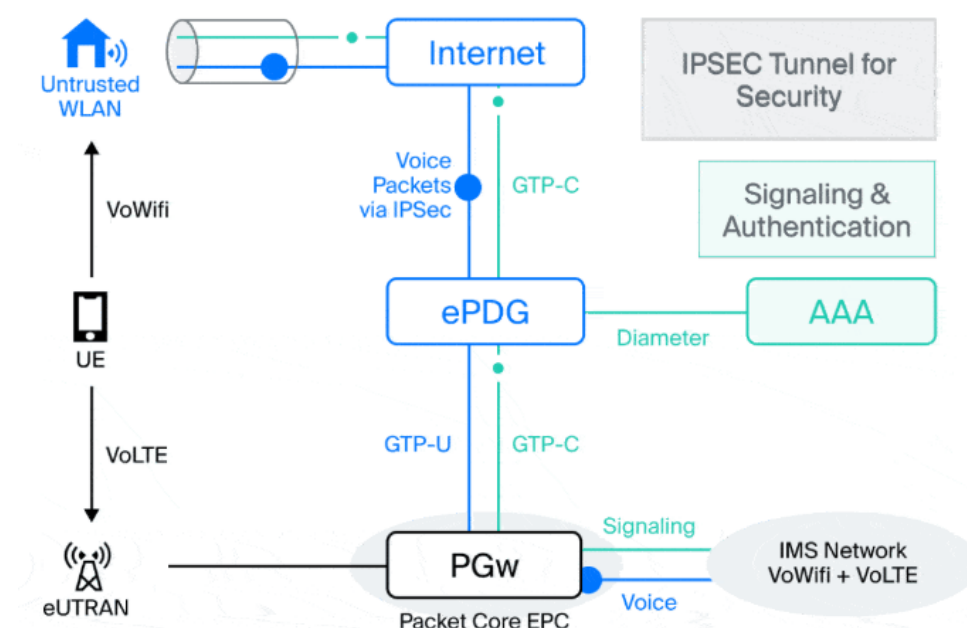 Untrusted
WLAN
Internet
IPSEC Tunnel for
Security
Voice
Packets
via IPSec
GTP-C
Signaling &
Authentication
VoWifi
UE
ePDG
Diameter
AAA
VoLTE
GTP-U
GTP-C
eUTRAN
PGw
Packet Core EPC
Signaling
Voice
IMS Network
VoWifi + VoLTE